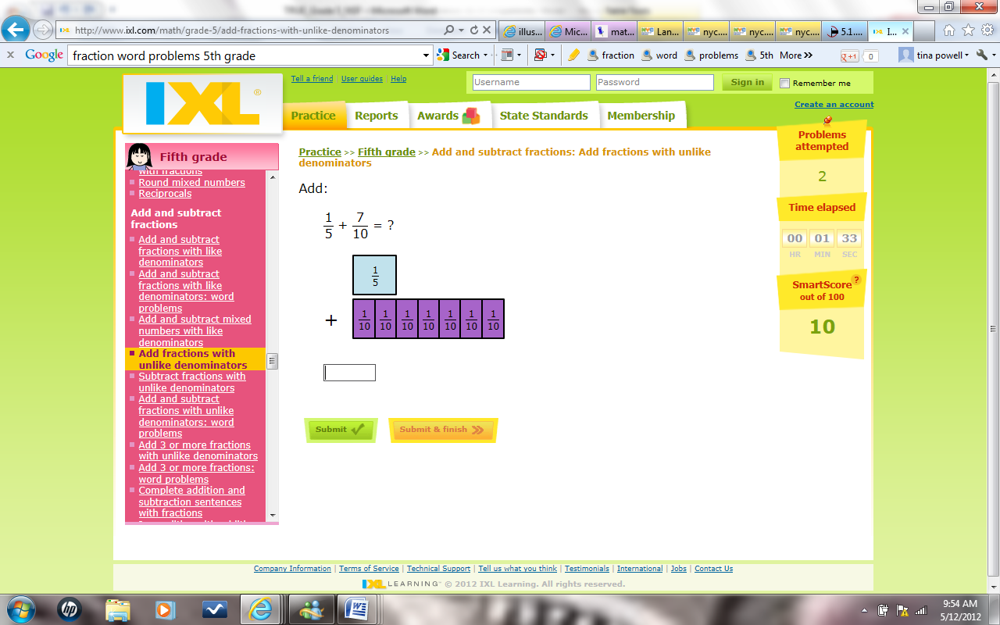 http://www.ixl.com/math/grade-5/add-fractions-with-unlike-denominators
illus...
Mic...
mat...
Lan...
nyc....
nyc....
nyc....
5.1....
I...
x Google
fraction word problems 5th grade
Search
fraction
word
problems
5th
More >>
g +1
0
tina powell
IXL®
Tell a friend | User guides | Help
Username
Password
Sign in
Remember me
Create an account
Practice
Reports
Awards
State Standards
Membership
Fifth grade
with fractions
Round mixed numbers
Reciprocals
Add and subtract
fractions
Add and subtract
fractions with like
denominators
Add and subtract
fractions with like
denominators: word
problems
Add and subtract mixed
numbers with like
denominators
Add fractions with
unlike denominators
Subtract fractions with
unlike denominators
Add and subtract
fractions with unlike
denominators: word
problems
Add 3 or more fractions
with unlike denominators
Add 3 or more fractions:
word problems
Complete addition and
subtraction sentences
with fractions
Practice >> Fifth grade >> Add and subtract fractions: Add fractions with unlike
denominators
Add:
1/5 + 7/10 = ?
1/5
+ 1/10 1/10 1/10 1/10 1/10 1/10 1/10
Submit
Submit & finish
Problems
attempted
2
Time elapsed
00 01 33
HR MIN SEC
SmartScore ?
out of 100
10
Company Information | Terms of Service | Technical Support | Tell us what you think | Testimonials | International | Jobs | Contact Us
IXL LEARNING™ © 2012 IXL Learning. All rights reserved.
hp
9:54 AM
5/12/2012